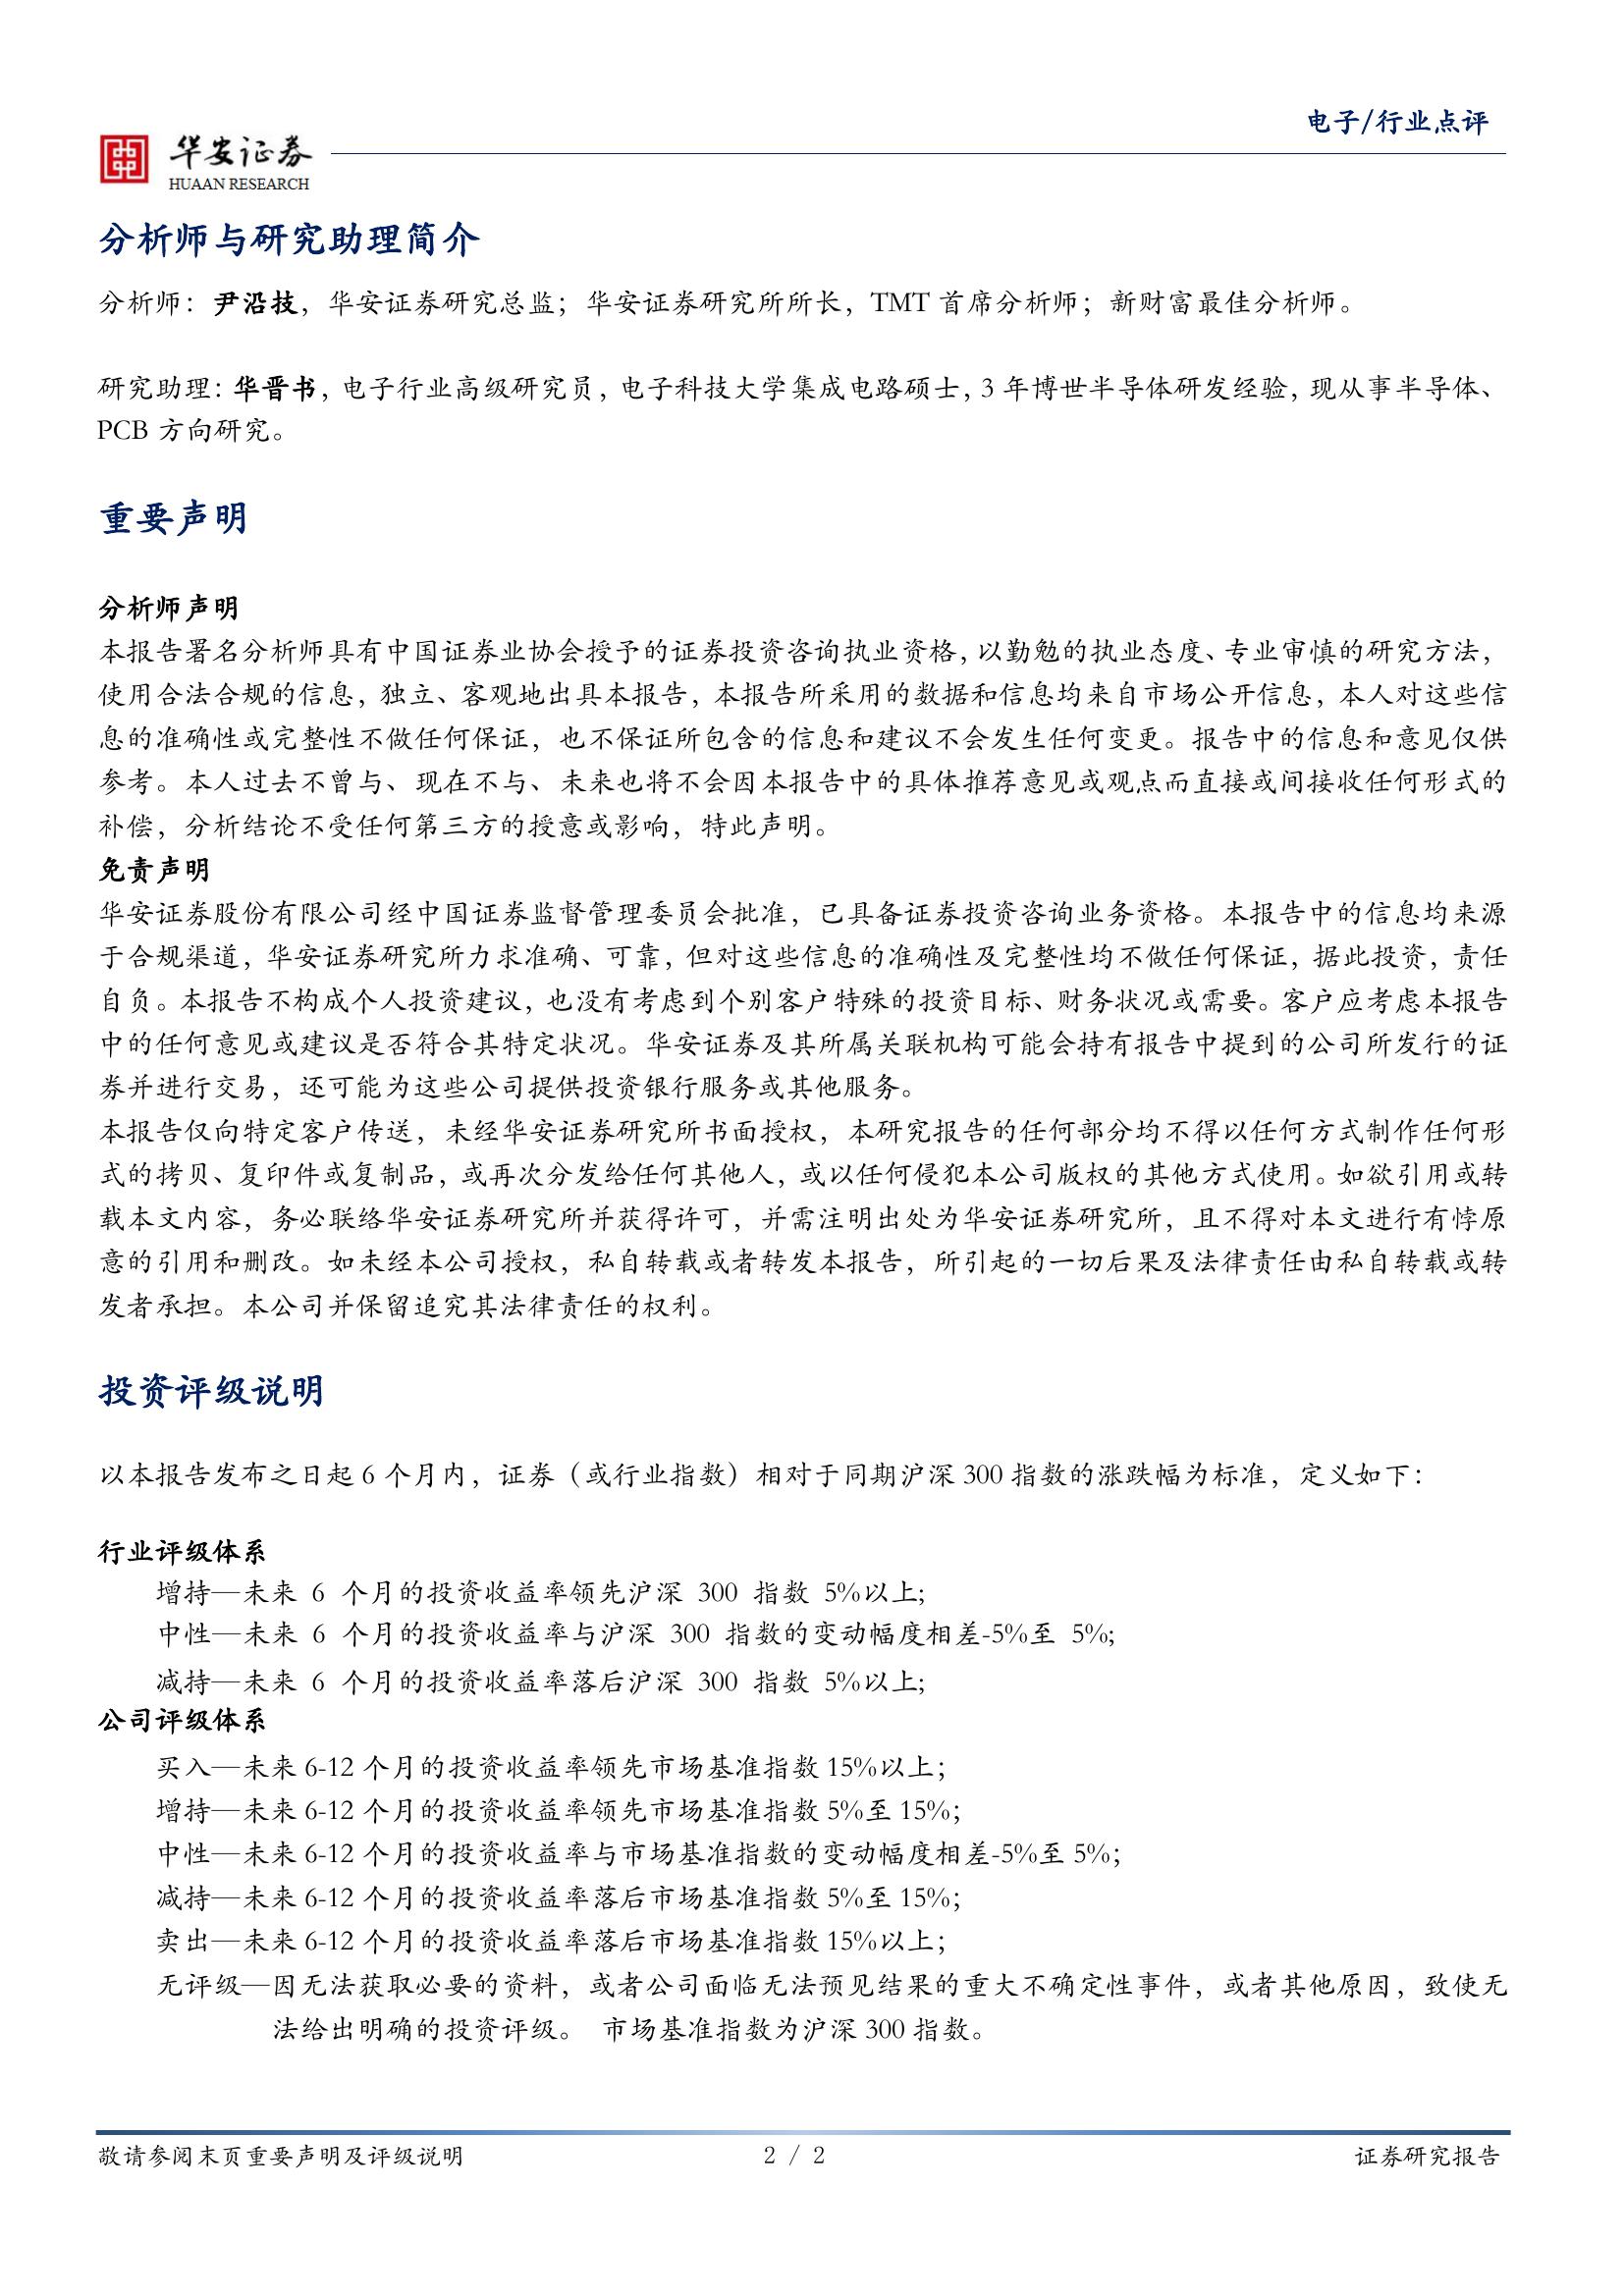 电子/行业点评
华安证券
HUAAN RESEARCH
分析师与研究助理简介
分析师：尹沿技，华安证券研究总监；华安证券研究所所长，TMT 首席分析师；新财富最佳分析师。
研究助理：华晋书，电子行业高级研究员，电子科技大学集成电路硕士，3 年博世半导体研发经验，现从事半导体、
PCB 方向研究。
重要声明
分析师声明
本报告署名分析师具有中国证券业协会授予的证券投资咨询执业资格，以勤勉的执业态度、专业审慎的研究方法，
使用合法合规的信息，独立、客观地出具本报告，本报告所采用的数据和信息均来自市场公开信息，本人对这些信
息的准确性或完整性不做任何保证，也不保证所包含的信息和建议不会发生任何变更。报告中的信息和意见仅供
参考。本人过去不曾与、现在不与、未来也将不会因本报告中的具体推荐意见或观点而直接或间接收任何形式的
补偿，分析结论不受任何第三方的授意或影响，特此声明。
免责声明
华安证券股份有限公司经中国证券监督管理委员会批准，已具备证券投资咨询业务资格。本报告中的信息均来源
于合规渠道，华安证券研究所力求准确、可靠，但对这些信息的准确性及完整性均不做任何保证，据此投资，责任
自负。本报告不构成个人投资建议，也没有考虑到个别客户特殊的投资目标、财务状况或需要。客户应考虑本报告
中的任何意见或建议是否符合其特定状况。华安证券及其所属关联机构可能会持有报告中提到的公司所发行的证
券并进行交易，还可能为这些公司提供投资银行服务或其他服务。
本报告仅向特定客户传送，未经华安证券研究所书面授权，本研究报告的任何部分均不得以任何方式制作任何形
式的拷贝、复印件或复制品，或再次分发给任何其他人，或以任何侵犯本公司版权的其他方式使用。如欲引用或转
载本文内容，务必联络华安证券研究所并获得许可，并需注明出处为华安证券研究所，且不得对本文进行有悖原
意的引用和删改。如未经本公司授权，私自转载或者转发本报告，所引起的一切后果及法律责任由私自转载或转
发者承担。本公司并保留追究其法律责任的权利。
投资评级说明
以本报告发布之日起 6 个月内，证券（或行业指数）相对于同期沪深 300 指数的涨跌幅为标准，定义如下：
行业评级体系
增持—未来 6 个月的投资收益率领先沪深 300 指数 5%以上;
中性—未来 6 个月的投资收益率与沪深 300 指数的变动幅度相差-5%至 5%;
减持—未来 6 个月的投资收益率落后沪深 300 指数 5%以上;
公司评级体系
买入—未来 6-12 个月的投资收益率领先市场基准指数 15%以上；
增持—未来 6-12 个月的投资收益率领先市场基准指数 5%至 15%；
中性—未来 6-12 个月的投资收益率与市场基准指数的变动幅度相差-5%至 5%；
减持—未来 6-12 个月的投资收益率落后市场基准指数 5%至 15%；
卖出—未来 6-12 个月的投资收益率落后市场基准指数 15%以上；
无评级—因无法获取必要的资料，或者公司面临无法预见结果的重大不确定性事件，或者其他原因，致使无
法给出明确的投资评级。 市场基准指数为沪深 300 指数。
敬请参阅末页重要声明及评级说明
2 / 2
证券研究报告